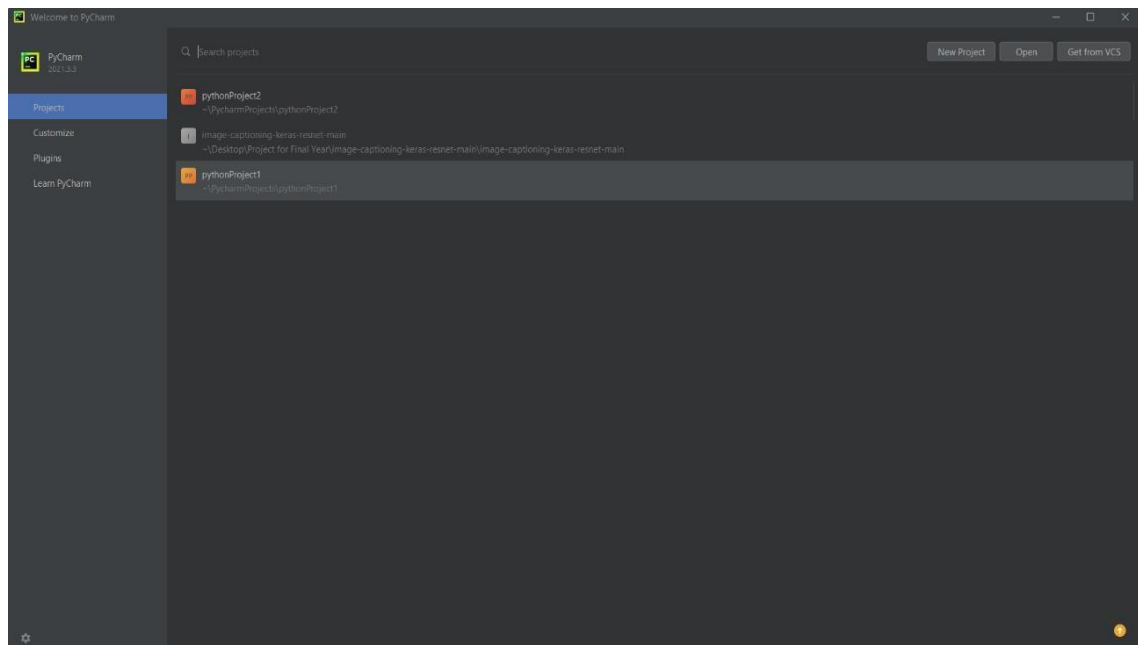 Welcome to PyCharm
PyCharm
2021.3.3
Projects
Customize
Plugins
Learn PyCharm
Search projects
New Project
Open
Get from VCS
PP
pythonProject2
~\PycharmProjects\pythonProject2
I
image-captioning-keras-resnet-main
~\Desktop\Project for Final Year\image-captioning-keras-resnet-main\image-captioning-keras-resnet-main
PP
pythonProject1
~\PycharmProjects\pythonProject1